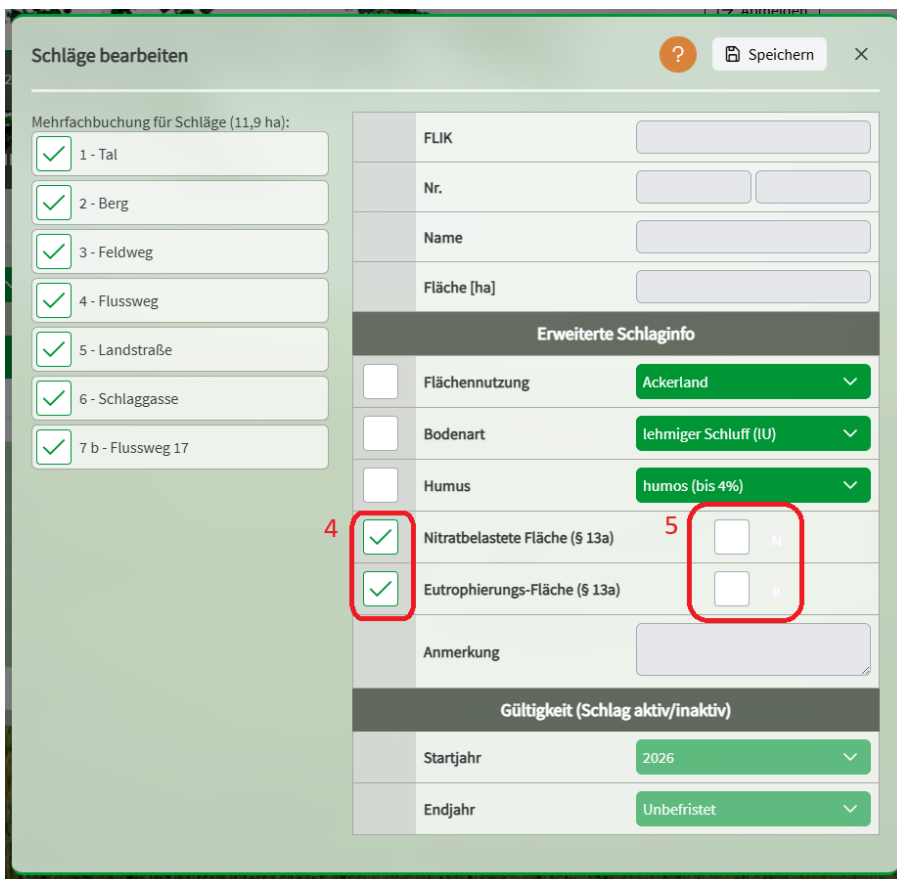 Anmelden
Schläge bearbeiten
? Speichern
Mehrfachbuchung für Schläge (11,9 ha):
1 - Tal
2 - Berg
3 - Feldweg
4 - Flussweg
5 - Landstraße
6 - Schlaggasse
7 b - Flussweg 17
FLIK
Nr.
Name
Fläche [ha]
Erweiterte Schlaginfo
Flächennutzung Ackerland
Bodenart lehmiger Schluff (lU)
Humus humos (bis 4%)
4 Nitratbelastete Fläche (§ 13a) 5 N
Eutrophierungs-Fläche (§ 13a) P
Anmerkung
Gültigkeit (Schlag aktiv/inaktiv)
Startjahr 2026
Endjahr Unbefristet